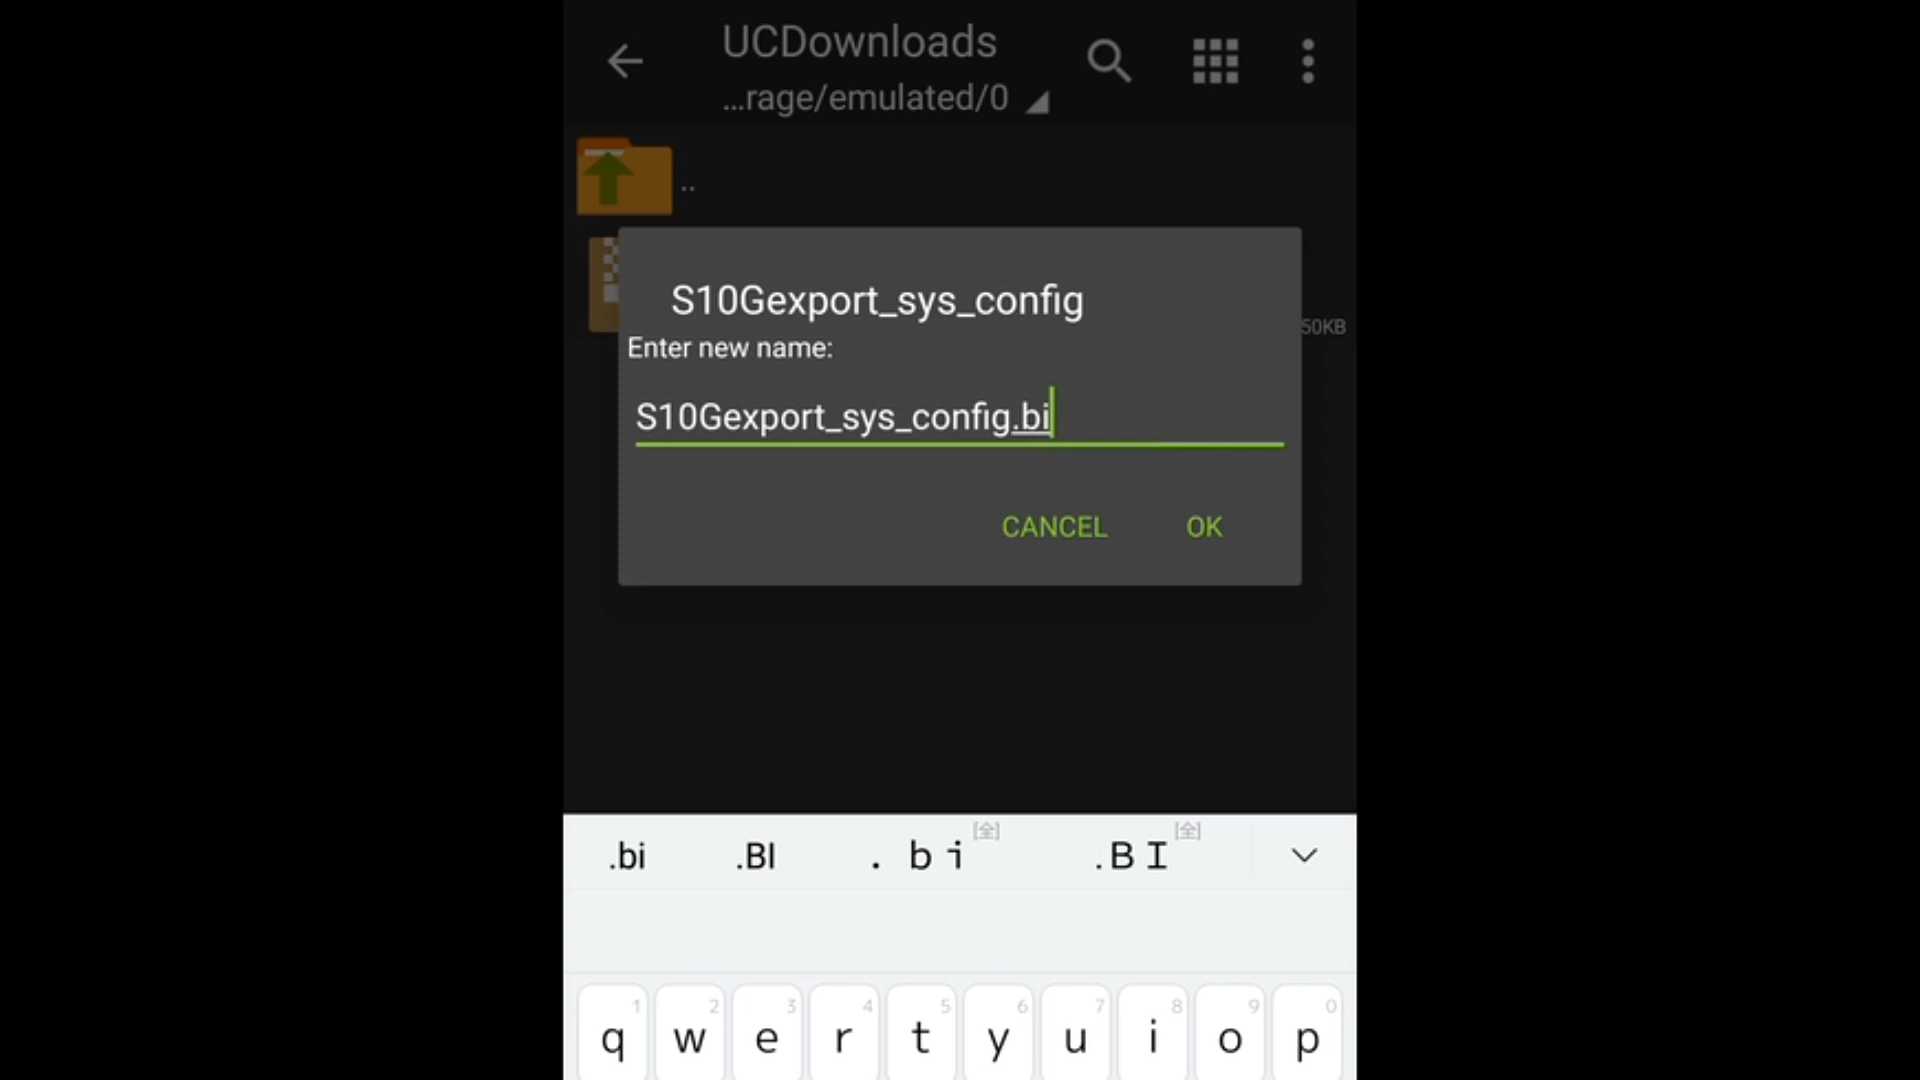 UCDownloads
...rage/emulated/0
..
S10Gexport_sys_config
50KB
Enter new name:
S10Gexport_sys_config.bi
CANCEL OK
.bi .BI . b i [全] .B I [全]
1 2 3 4 5 6 7 8 9 0
q w e r t y u i o p